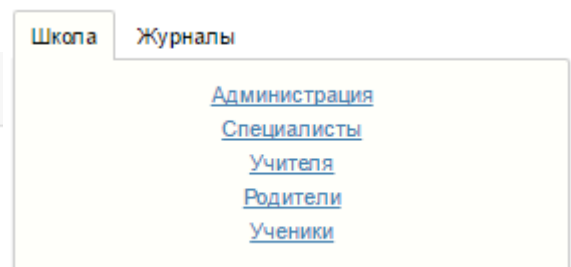 Школа Журналы
Администрация
Специалисты
Учителя
Родители
Ученики